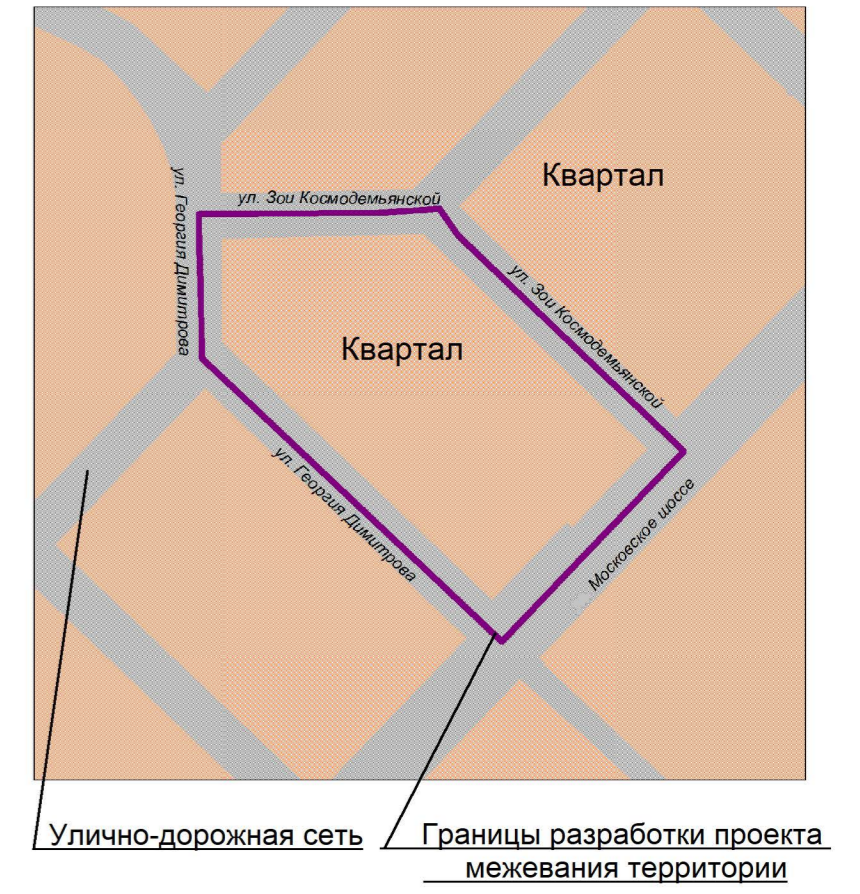 Квартал
ул. Зои Космодемьянской
ул. Георгия Димитрова
ул. Зои Космодемьянской
Квартал
ул. Георгия Димитрова
Московское шоссе
Улично-дорожная сеть
Границы разработки проекта
межевания территории